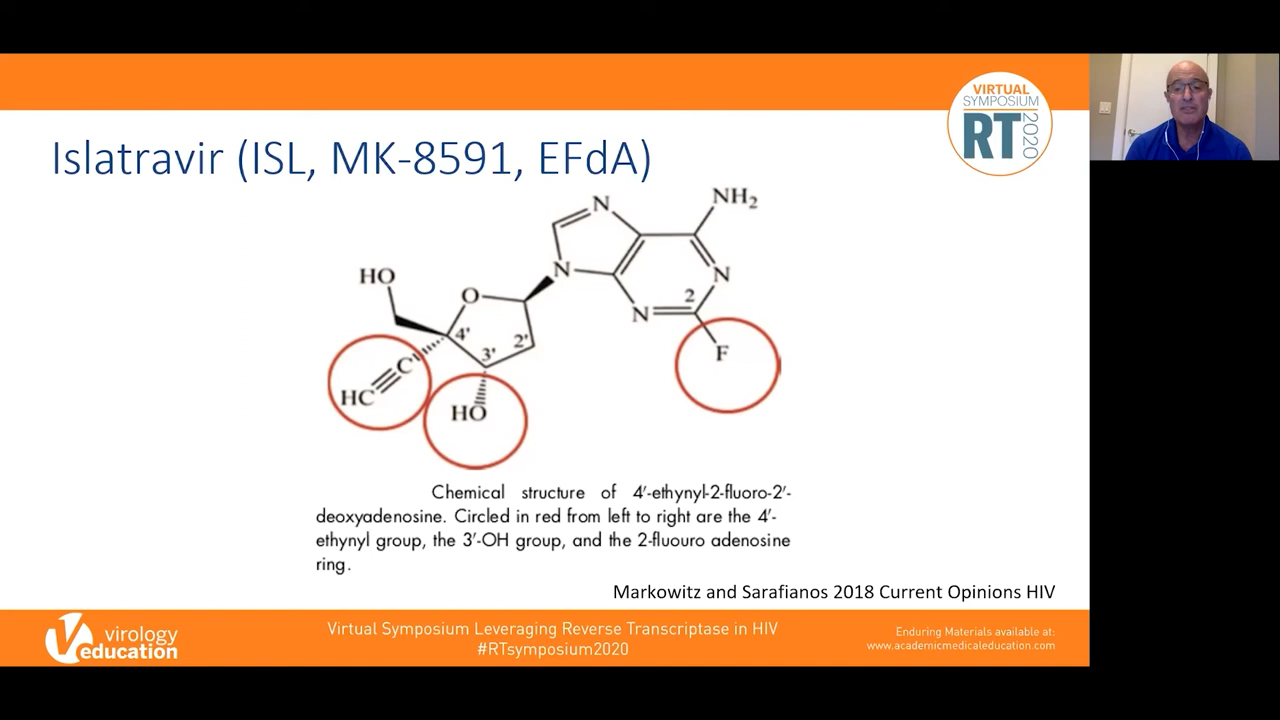 VIRTUAL
SYMPOSIUM
RT
2020
Islatravir (ISL, MK-8591, EFdA)
NH₂
N
N
HO
N
O
2
N
4'
2'
3'
F
C
HC
HO
Chemical structure of 4'-ethynyl-2-fluoro-2'-
deoxyadenosine. Circled in red from left to right are the 4'-
ethynyl group, the 3'-OH group, and the 2-fluouro adenosine
ring.
Markowitz and Sarafianos 2018 Current Opinions HIV
virology
education
Virtual Symposium Leveraging Reverse Transcriptase in HIV
#RTsymposium2020
Enduring Materials available at:
www.academicmedicaleducation.com